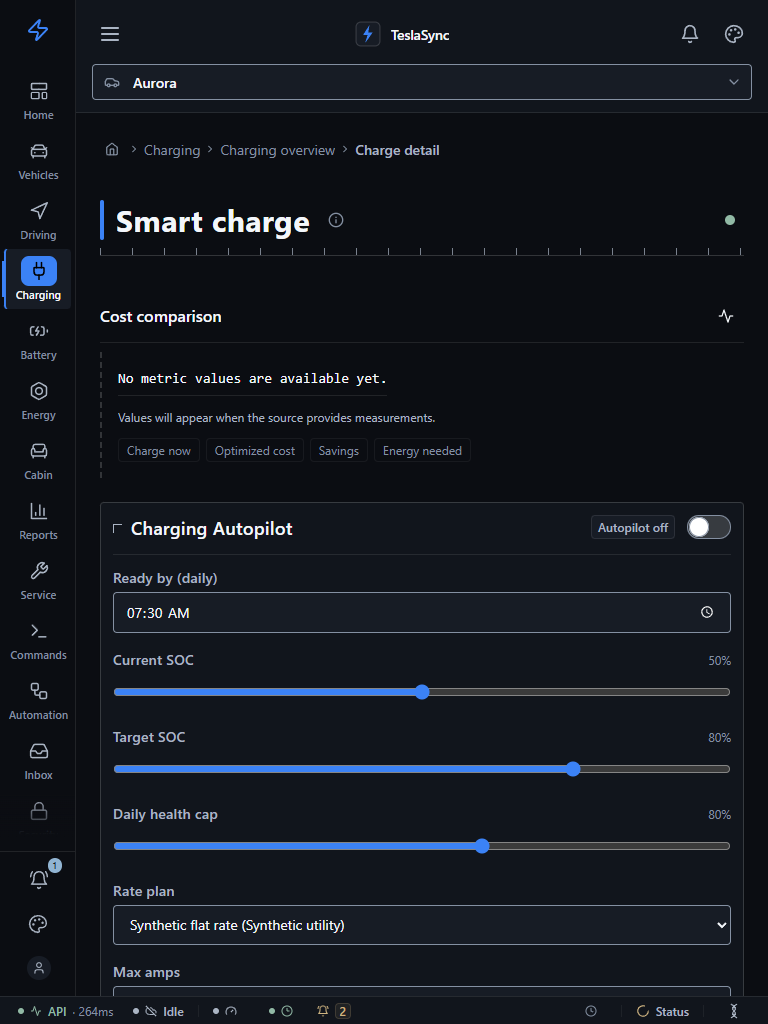 TeslaSync
Aurora
Home
Vehicles
Driving
Charging
Battery
Energy
Cabin
Reports
Service
Commands
Automation
Inbox
1
Charging
Charging overview
Charge detail
Smart charge
Cost comparison
No metric values are available yet.
Values will appear when the source provides measurements.
Charge now
Optimized cost
Savings
Energy needed
Charging Autopilot
Autopilot off
Ready by (daily)
07:30 AM
Current SOC 50%
Target SOC 80%
Daily health cap 80%
Rate plan
Synthetic flat rate (Synthetic utility)
Max amps
API · 264ms
Idle
2
Status